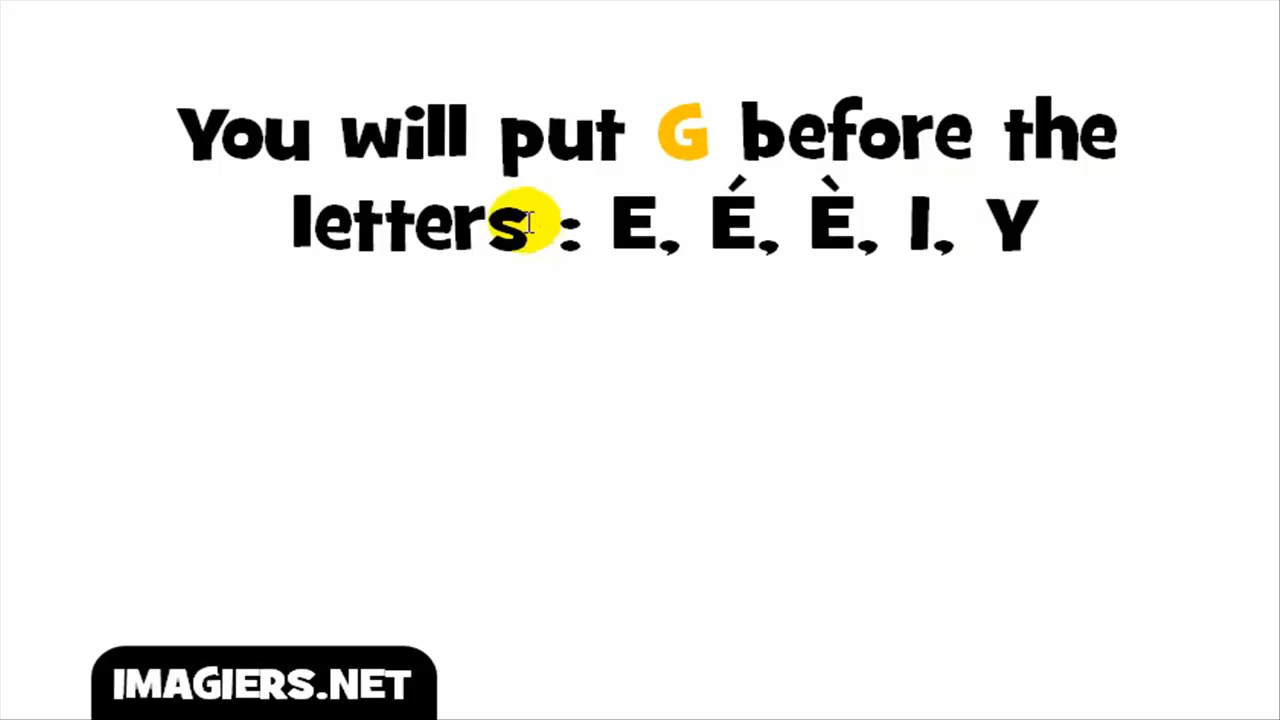 You will put G before the
letters : E, É, È, I, Y
IMAGIERS.NET